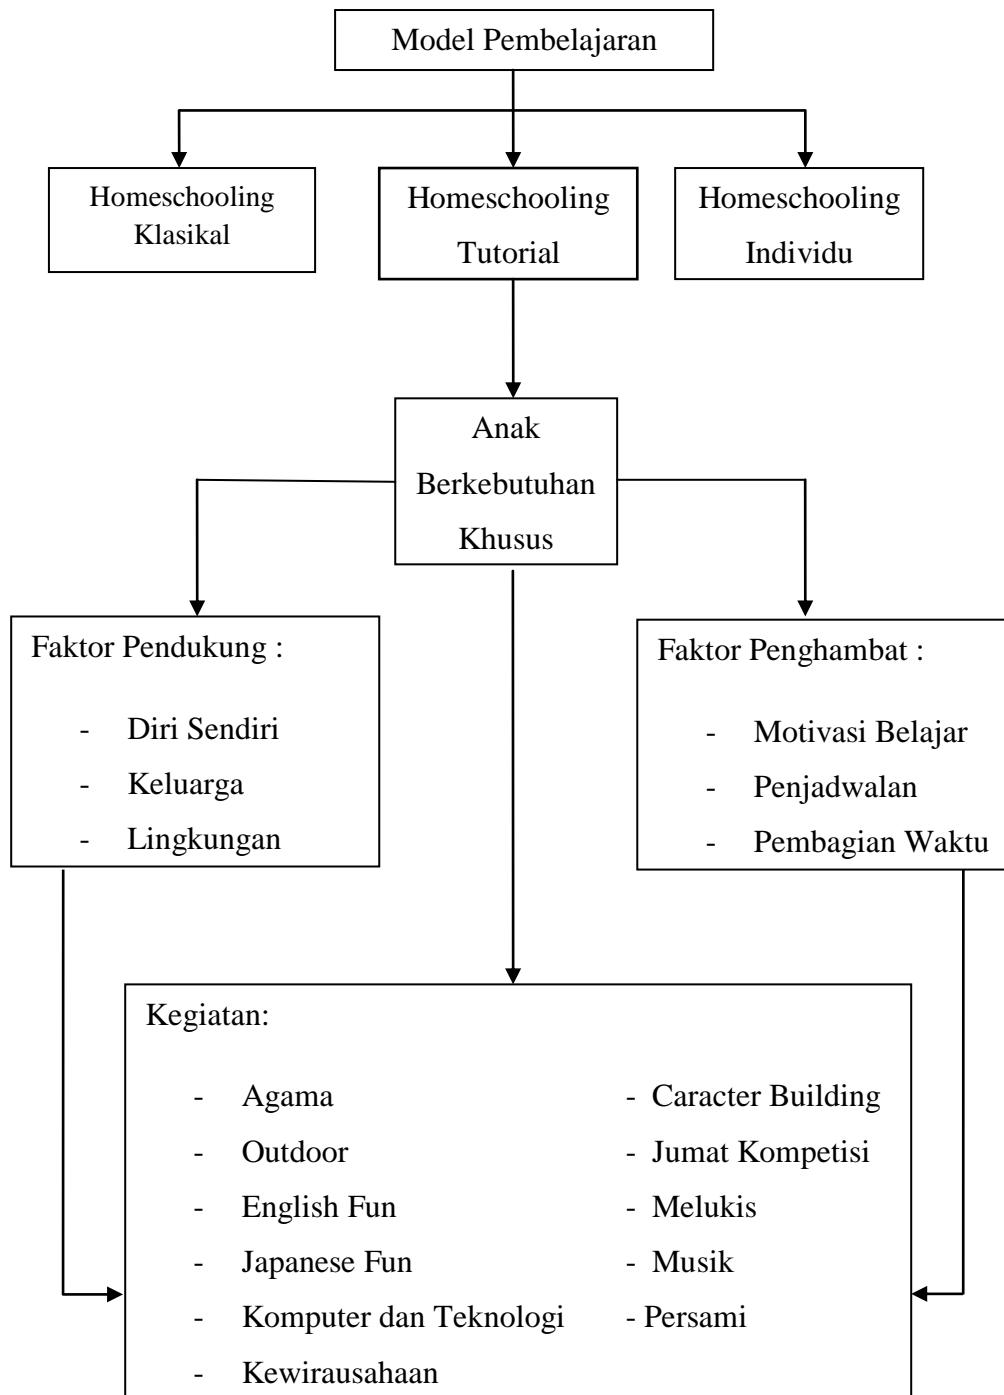 Model Pembelajaran
Homeschooling
Klasikal
Homeschooling
Tutorial
Homeschooling
Individu
Anak
Berkebutuhan
Khusus
Faktor Pendukung :
- Diri Sendiri
- Keluarga
- Lingkungan
Faktor Penghambat :
- Motivasi Belajar
- Penjadwalan
- Pembagian Waktu
Kegiatan:
- Agama
- Outdoor
- English Fun
- Japanese Fun
- Komputer dan Teknologi
- Kewirausahaan
- Caracter Building
- Jumat Kompetisi
- Melukis
- Musik
- Persami